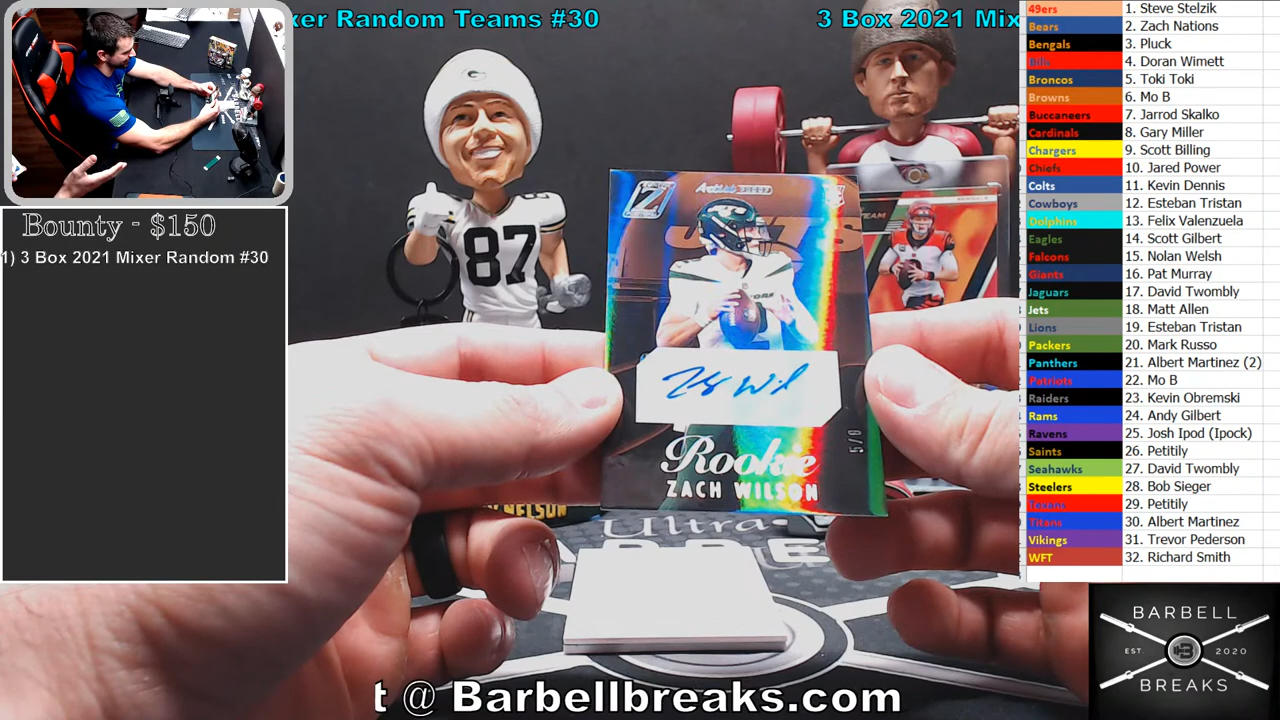 ixer Random Teams #30
3 Box 2021 Mix
Bounty - $150
1) 3 Box 2021 Mixer Random #30
49ers 1. Steve Stelzik
Bears 2. Zach Nations
Bengals 3. Pluck
Bills 4. Doran Wimett
Broncos 5. Toki Toki
Browns 6. Mo B
Buccaneers 7. Jarrod Skalko
Cardinals 8. Gary Miller
Chargers 9. Scott Billing
Chiefs 10. Jared Power
Colts 11. Kevin Dennis
Cowboys 12. Esteban Tristan
Dolphins 13. Felix Valenzuela
Eagles 14. Scott Gilbert
Falcons 15. Nolan Welsh
Giants 16. Pat Murray
Jaguars 17. David Twombly
Jets 18. Matt Allen
Lions 19. Esteban Tristan
Packers 20. Mark Russo
Panthers 21. Albert Martinez (2)
Patriots 22. Mo B
Raiders 23. Kevin Obremski
Rams 24. Andy Gilbert
Ravens 25. Josh Ipod (Ipock)
Saints 26. Petitily
Seahawks 27. David Twombly
Steelers 28. Bob Sieger
Texans 29. Petitily
Titans 30. Albert Martinez
Vikings 31. Trevor Pederson
WFT 32. Richard Smith
87
Z
Artist PROOF
JETS
Rookie
ZACH WILSON
NELSON
Ultra
BARBELL
EST. 2020
BREAKS
t @ Barbellbreaks.com